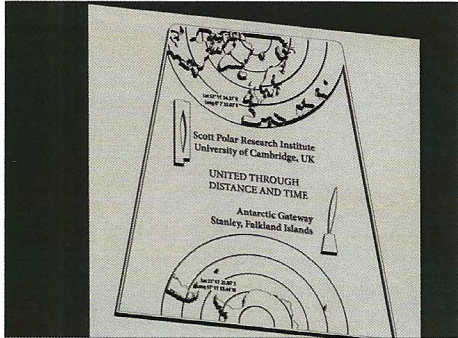 Scott Polar Research Institute
University of Cambridge, UK
UNITED THROUGH
DISTANCE AND TIME
Antarctic Gateway
Stanley, Falkland Islands